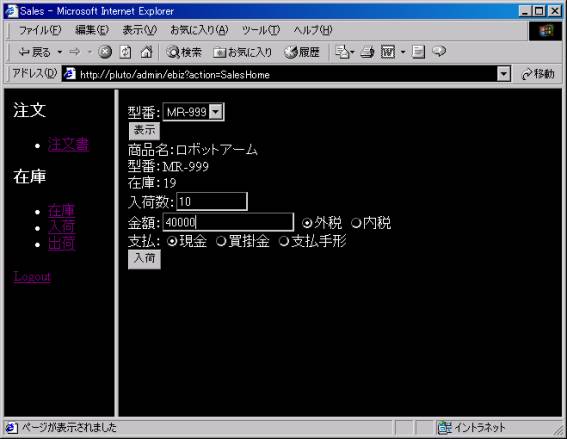 Sales - Microsoft Internet Explorer
ファイル(F) 編集(E) 表示(V) お気に入り(A) ツール(T) ヘルプ(H)
戻る 検索 お気に入り 履歴
アドレス(D) http://pluto/admin/ebiz?action=SalesHome 移動
注文
注文書
在庫
在庫
入荷
出荷
Logout
型番: MR-999
表示
商品名:ロボットアーム
型番:MR-999
在庫:19
入荷数: 10
金額: 40000 外税 内税
支払: 現金 買掛金 支払手形
入荷
ページが表示されました イントラネット